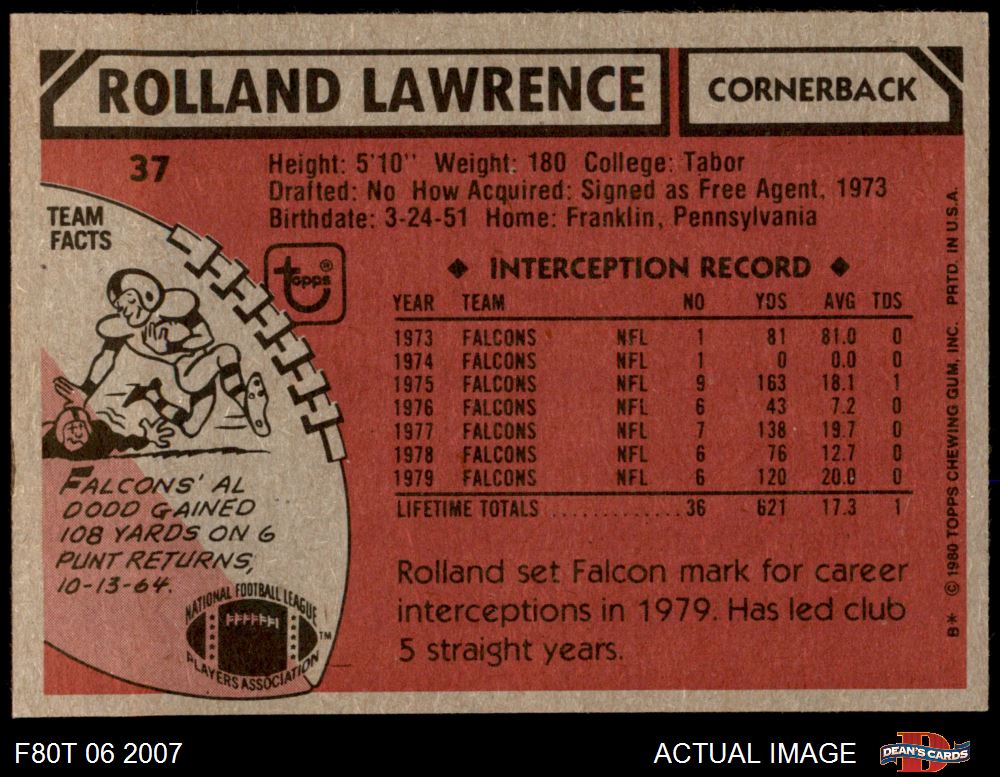 ROLLAND LAWRENCE
CORNERBACK
37
Height: 5'10" Weight: 180 College: Tabor
Drafted: No How Acquired: Signed as Free Agent, 1973
Birthdate: 3-24-51 Home: Franklin, Pennsylvania
TEAM
FACTS
topps®
◆ INTERCEPTION RECORD ◆
YEAR TEAM NO YDS AVG TDS
1973 FALCONS NFL 1 81 81.0 0
1974 FALCONS NFL 1 0 0.0 0
1975 FALCONS NFL 9 163 18.1 1
1976 FALCONS NFL 6 43 7.2 0
1977 FALCONS NFL 7 138 19.7 0
1978 FALCONS NFL 6 76 12.7 0
1979 FALCONS NFL 6 120 20.0 0
LIFETIME TOTALS ............. 36 621 17.3 1
FALCONS' AL
DODD GAINED
108 YARDS ON 6
PUNT RETURNS,
10-13-64.
NATIONAL FOOTBALL LEAGUE
PLAYERS ASSOCIATION
TM
Rolland set Falcon mark for career
interceptions in 1979. Has led club
5 straight years.
B* © 1980 TOPPS CHEWING GUM, INC. PRTD. IN U.S.A.
F80T 06 2007
ACTUAL IMAGE
DEAN'S CARDS